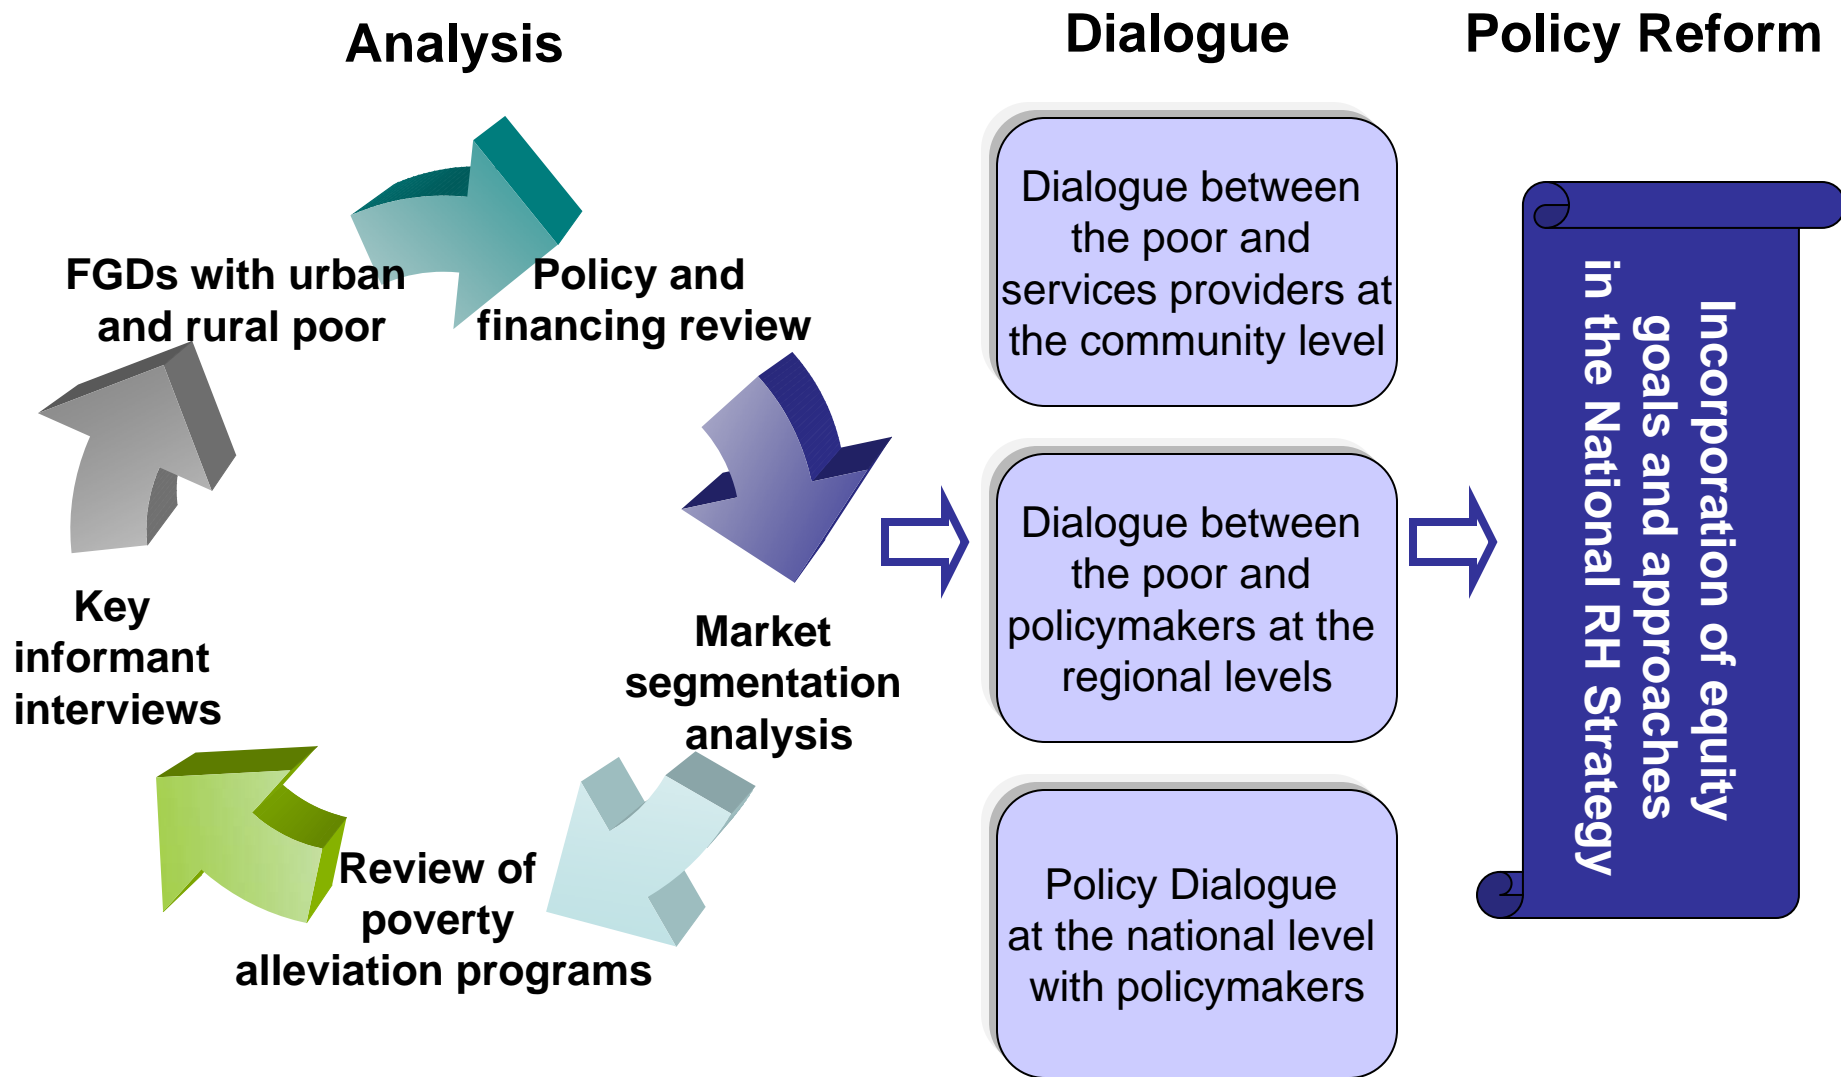 Analysis
Dialogue
Policy Reform
FGDs with urban
and rural poor
Policy and
financing review
Market
segmentation
analysis
Review of
poverty
alleviation programs
Key
informant
interviews
Dialogue between
the poor and
services providers at
the community level
Dialogue between
the poor and
policymakers at the
regional levels
Policy Dialogue
at the national level
with policymakers
Incorporation of equity
goals and approaches
in the National RH Strategy